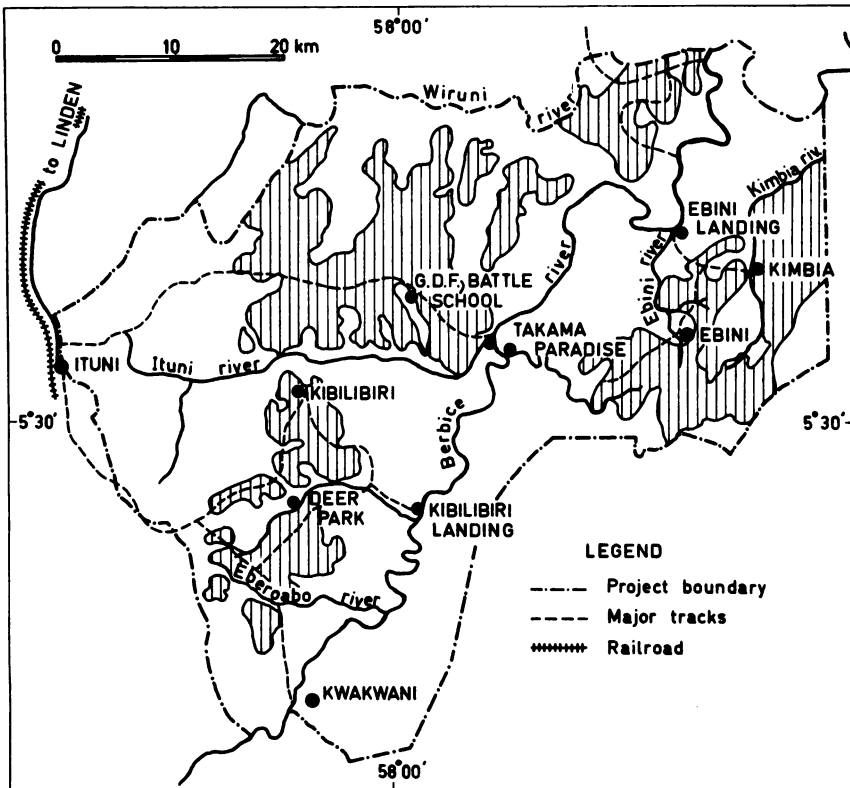 58°00'
0 10 20 km
to LINDEN
Wiruni river
Kimbia riv
EBINI
LANDING
KIMBIA
Ebini river
river
G.D.F. BATTLE
SCHOOL
TAKAMA
PARADISE
EBINI
ITUNI
Ituni river
KIBILIBIRI
5°30'
5°30'
Berbice
DEER
PARK
KIBILIBIRI
LANDING
LEGEND
Project boundary
Major tracks
Railroad
Eberoabo river
KWAKWANI
58°00'